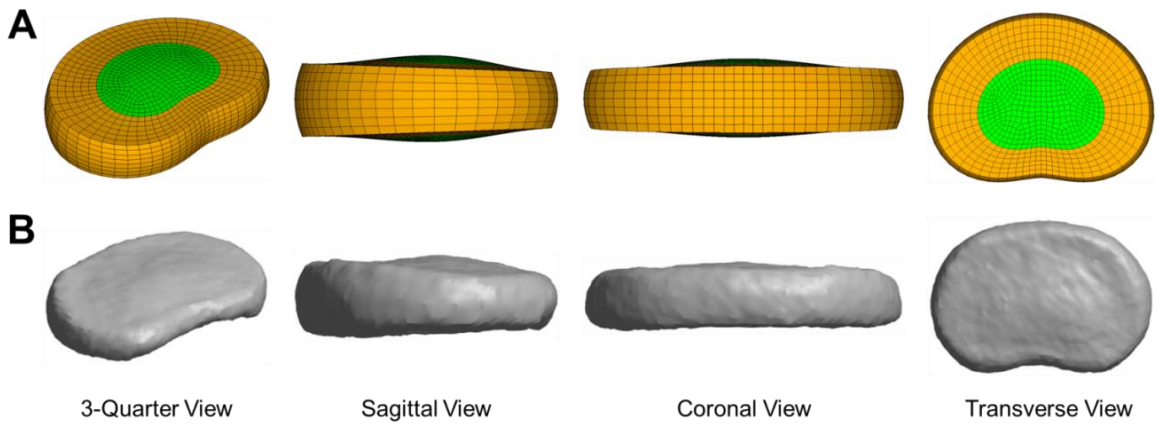 A
B
3-Quarter View
Sagittal View
Coronal View
Transverse View